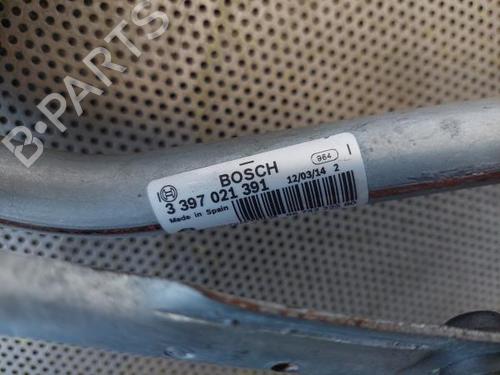 B-PARTS
BOSCH
964
3 397 021 391
12/03/14 2
Made in Spain